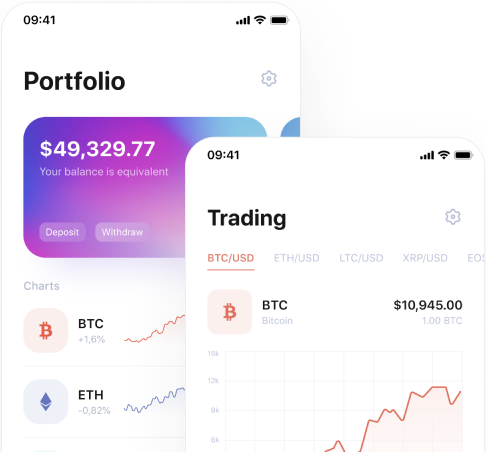 09:41
Portfolio
$49,329.77
Your balance is equivalent
Deposit Withdraw
Charts
BTC
+1,6%
ETH
-0,82%
09:41
Trading
BTC/USD ETH/USD LTC/USD XRP/USD EOS
BTC
Bitcoin
$10,945.00
1.00 BTC
15k
12k
9k
6k